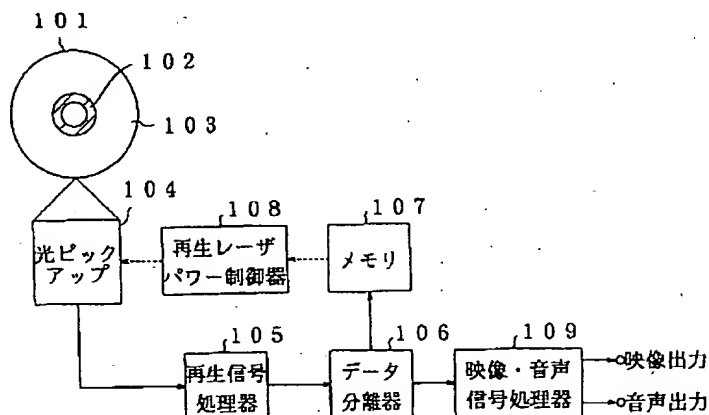 101
102
103
104
光ピック
アップ
108
再生レーザ
パワー制御器
107
メモリ
105
再生信号
処理器
106
データ
分離器
109
映像・音声
信号処理器
映像出力
音声出力